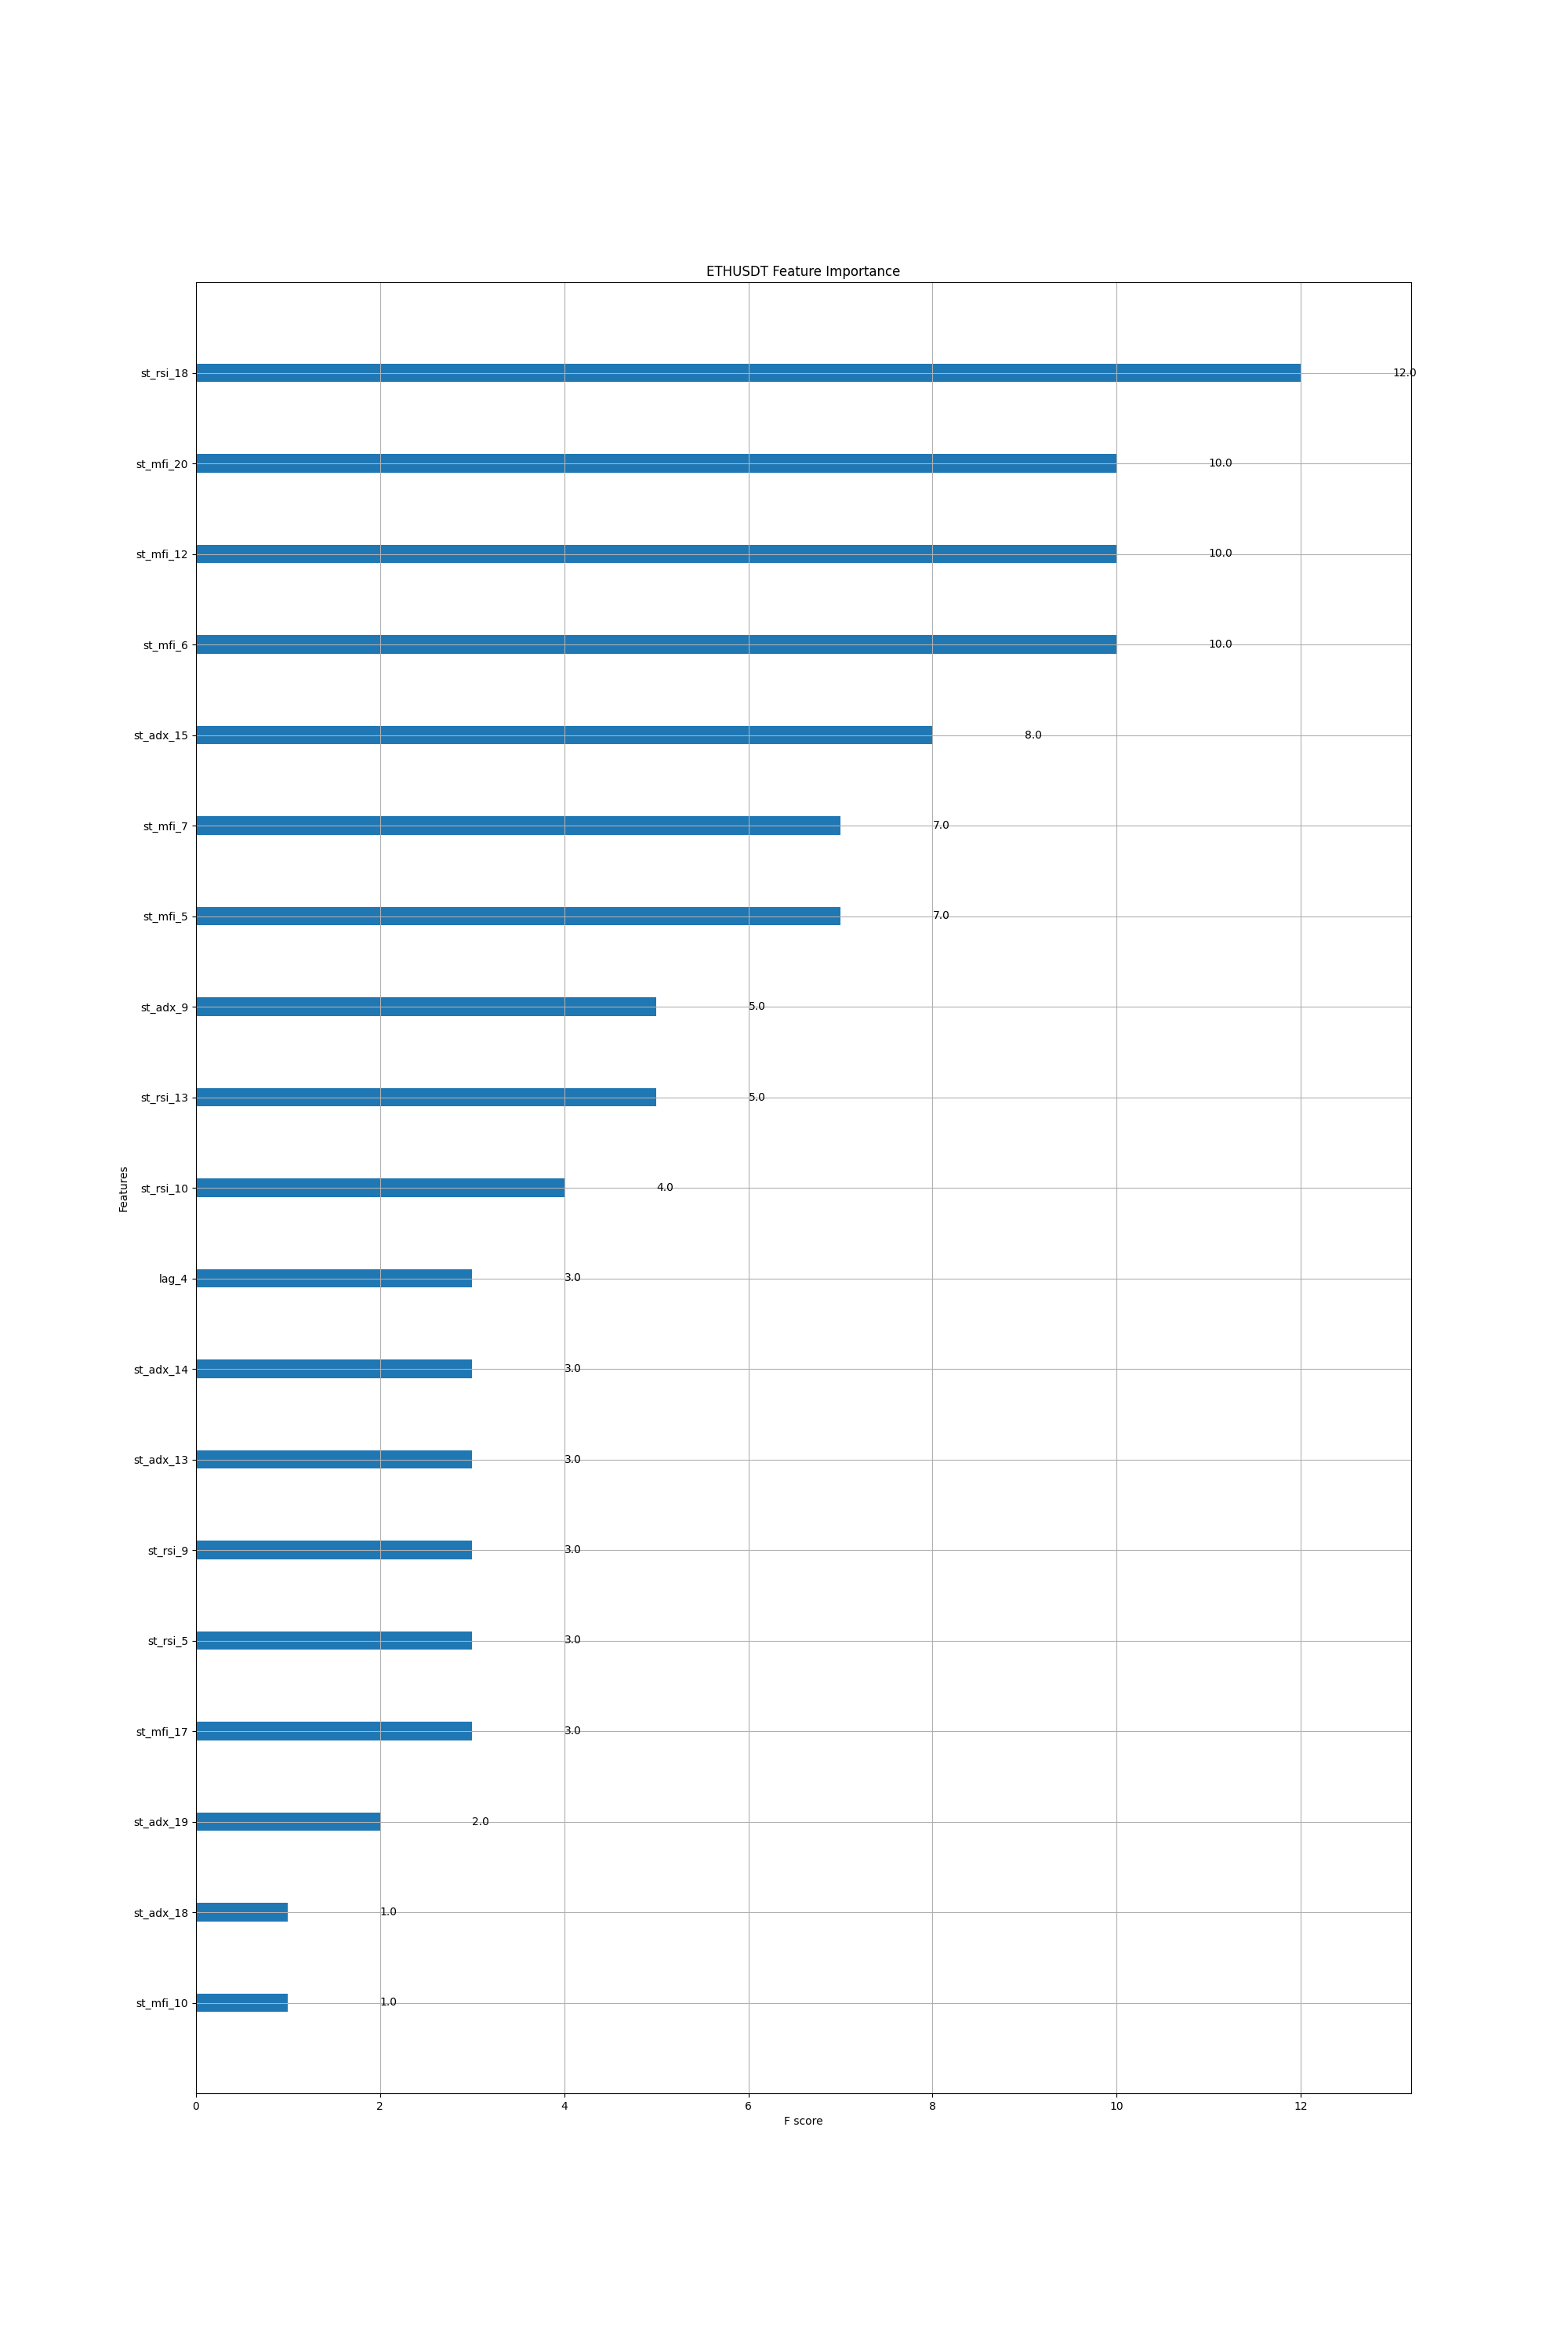 ETHUSDT Feature Importance
st_rsi_18 12.0
st_mfi_20 10.0
st_mfi_12 10.0
st_mfi_6 10.0
st_adx_15 8.0
st_mfi_7 7.0
st_mfi_5 7.0
st_adx_9 5.0
st_rsi_13 5.0
Features
st_rsi_10 4.0
lag_4 3.0
st_adx_14 3.0
st_adx_13 3.0
st_rsi_9 3.0
st_rsi_5 3.0
st_mfi_17 3.0
st_adx_19 2.0
st_adx_18 1.0
st_mfi_10 1.0
0 2 4 6 8 10 12
F score